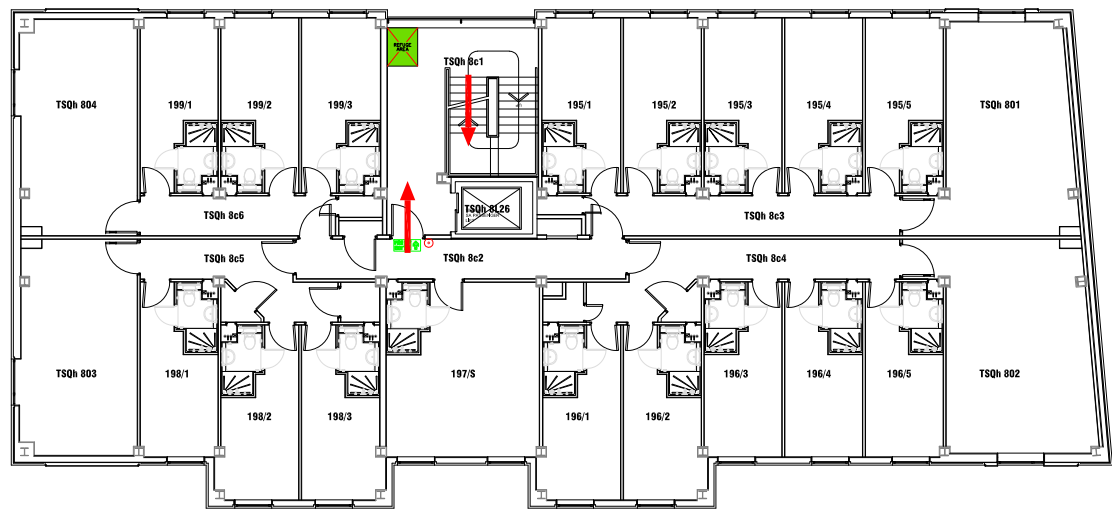 REFUGE
AREA
TSQh 8c1
TSQh 804
199/1
199/2
199/3
195/1
195/2
195/3
195/4
195/5
TSQh 801
TSQh 8c6
TSQh 8L26
TSQh 8c3
TSQh 8c5
TSQh 8c2
TSQh 8c4
TSQh 803
198/1
197/S
196/3
196/4
196/5
TSQh 802
198/2
198/3
196/1
196/2